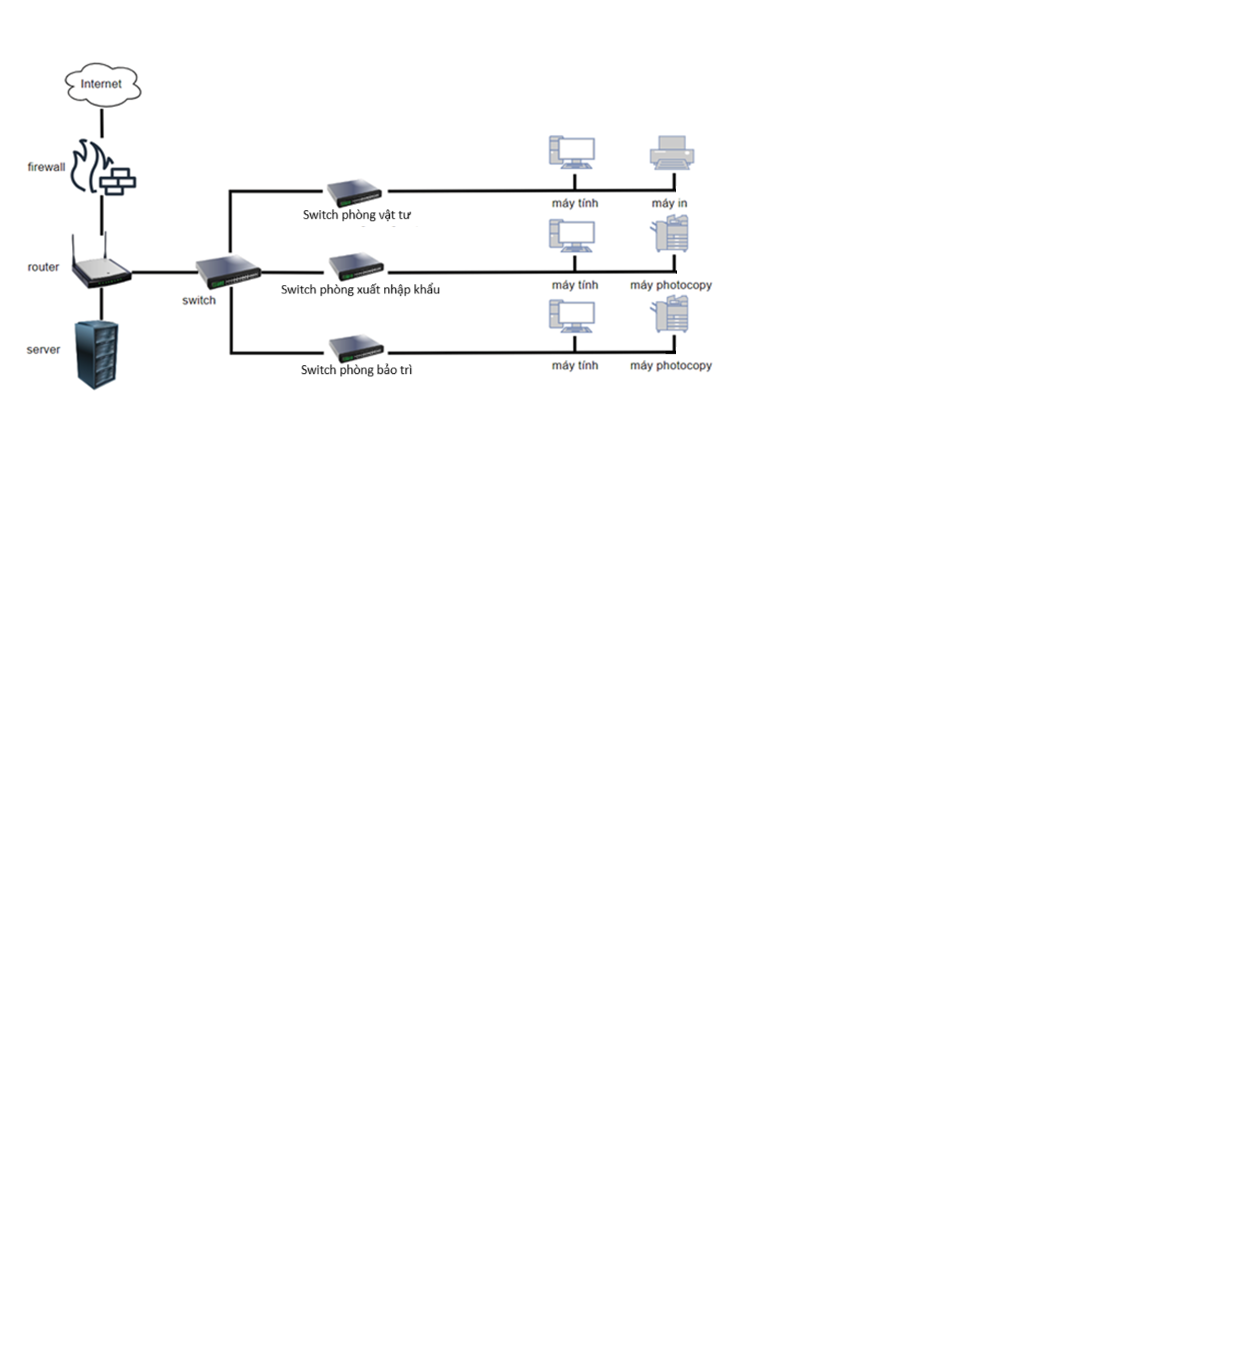 Internet
firewall
Switch phòng vật tư
máy tính
máy in
router
switch
Switch phòng xuất nhập khẩu
máy tính
máy photocopy
server
Switch phòng bảo trì
máy tính
máy photocopy